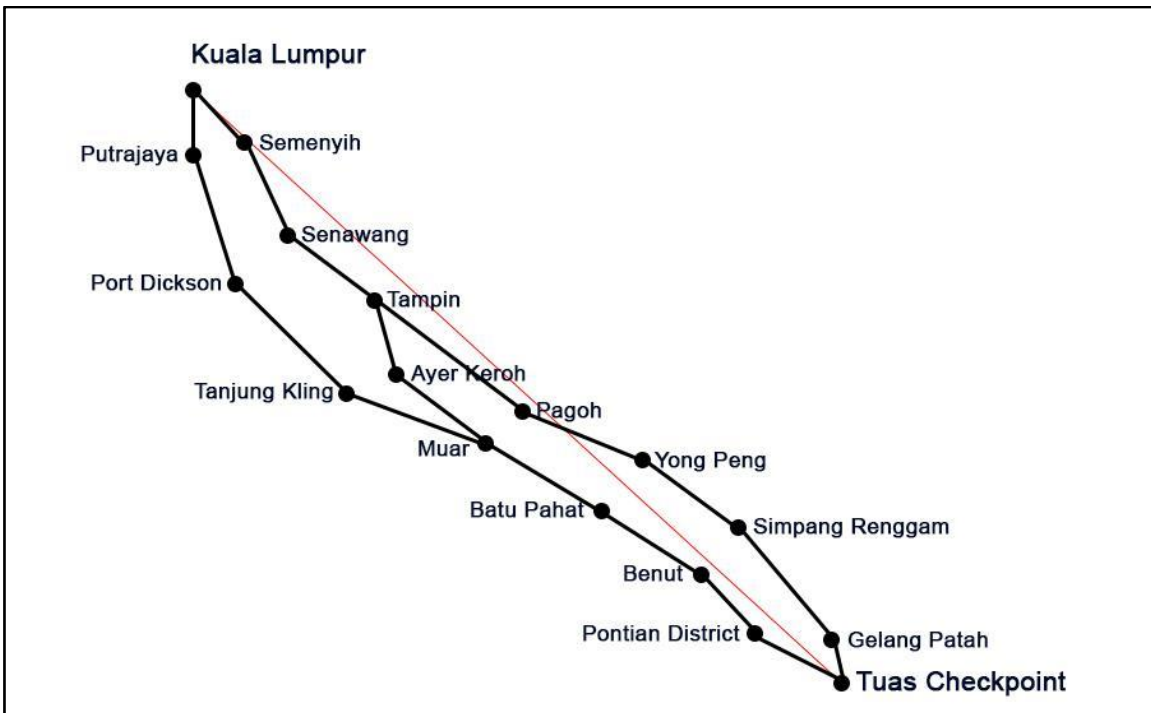 Kuala Lumpur
Semenyih
Putrajaya
Senawang
Port Dickson
Tampin
Ayer Keroh
Tanjung Kling
Pagoh
Muar
Yong Peng
Batu Pahat
Simpang Renggam
Benut
Pontian District
Gelang Patah
Tuas Checkpoint